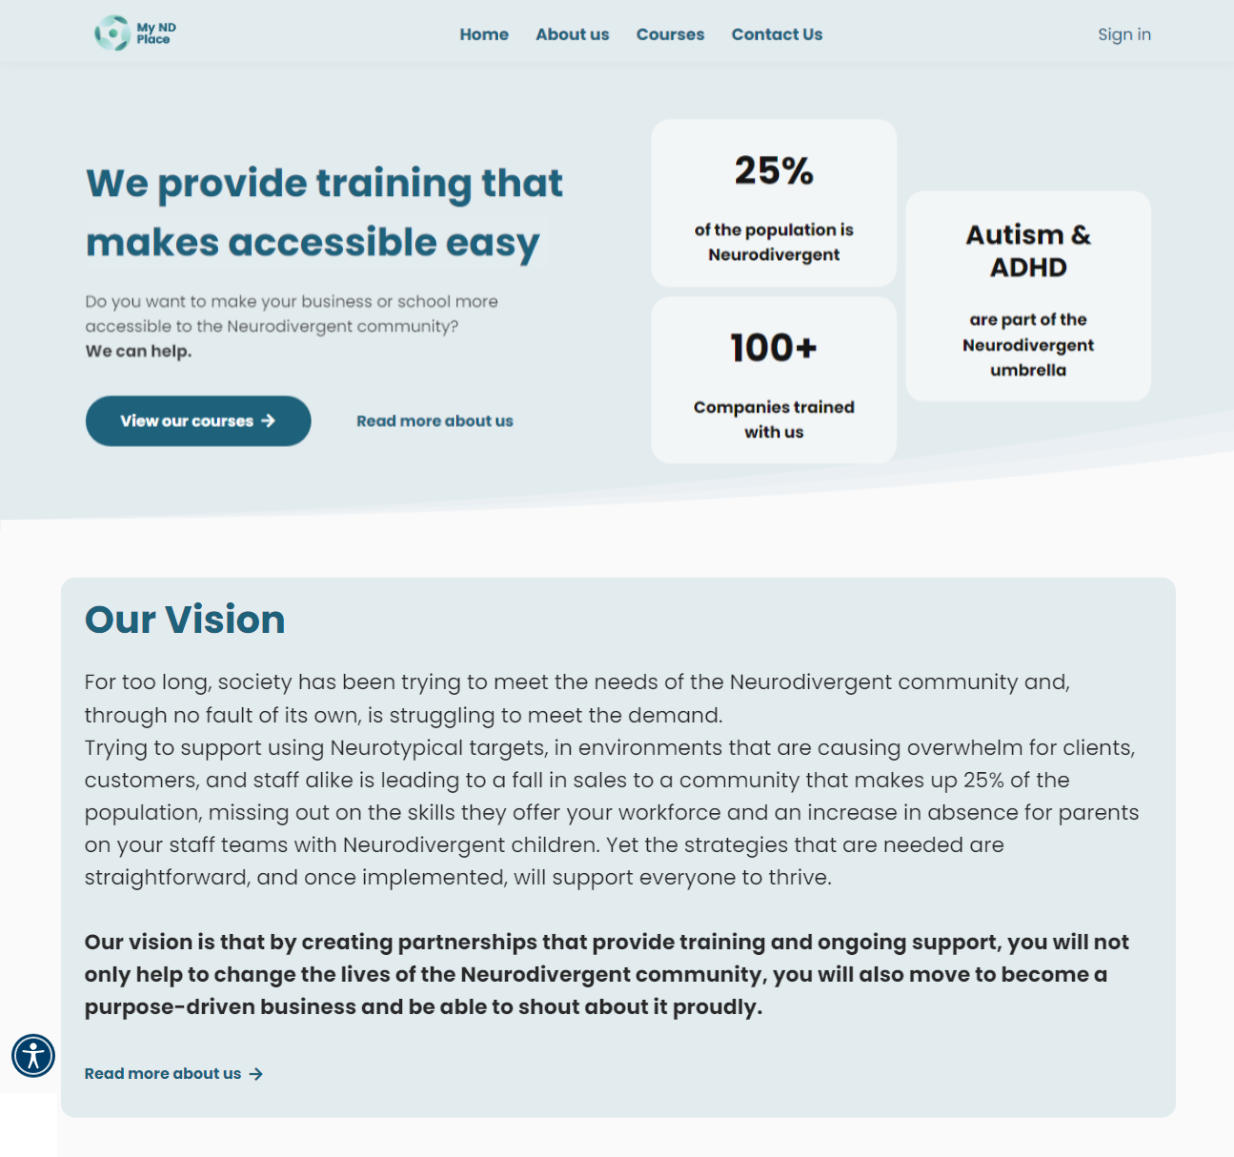 My ND
Place
Home
About us
Courses
Contact Us
Sign in
We provide training that
makes accessible easy
Do you want to make your business or school more
accessible to the Neurodivergent community?
We can help.
View our courses →
Read more about us
25%
of the population is
Neurodivergent
100+
Companies trained
with us
Autism &
ADHD
are part of the
Neurodivergent
umbrella
Our Vision
For too long, society has been trying to meet the needs of the Neurodivergent community and,
through no fault of its own, is struggling to meet the demand.
Trying to support using Neurotypical targets, in environments that are causing overwhelm for clients,
customers, and staff alike is leading to a fall in sales to a community that makes up 25% of the
population, missing out on the skills they offer your workforce and an increase in absence for parents
on your staff teams with Neurodivergent children. Yet the strategies that are needed are
straightforward, and once implemented, will support everyone to thrive.
Our vision is that by creating partnerships that provide training and ongoing support, you will not
only help to change the lives of the Neurodivergent community, you will also move to become a
purpose-driven business and be able to shout about it proudly.
Read more about us →